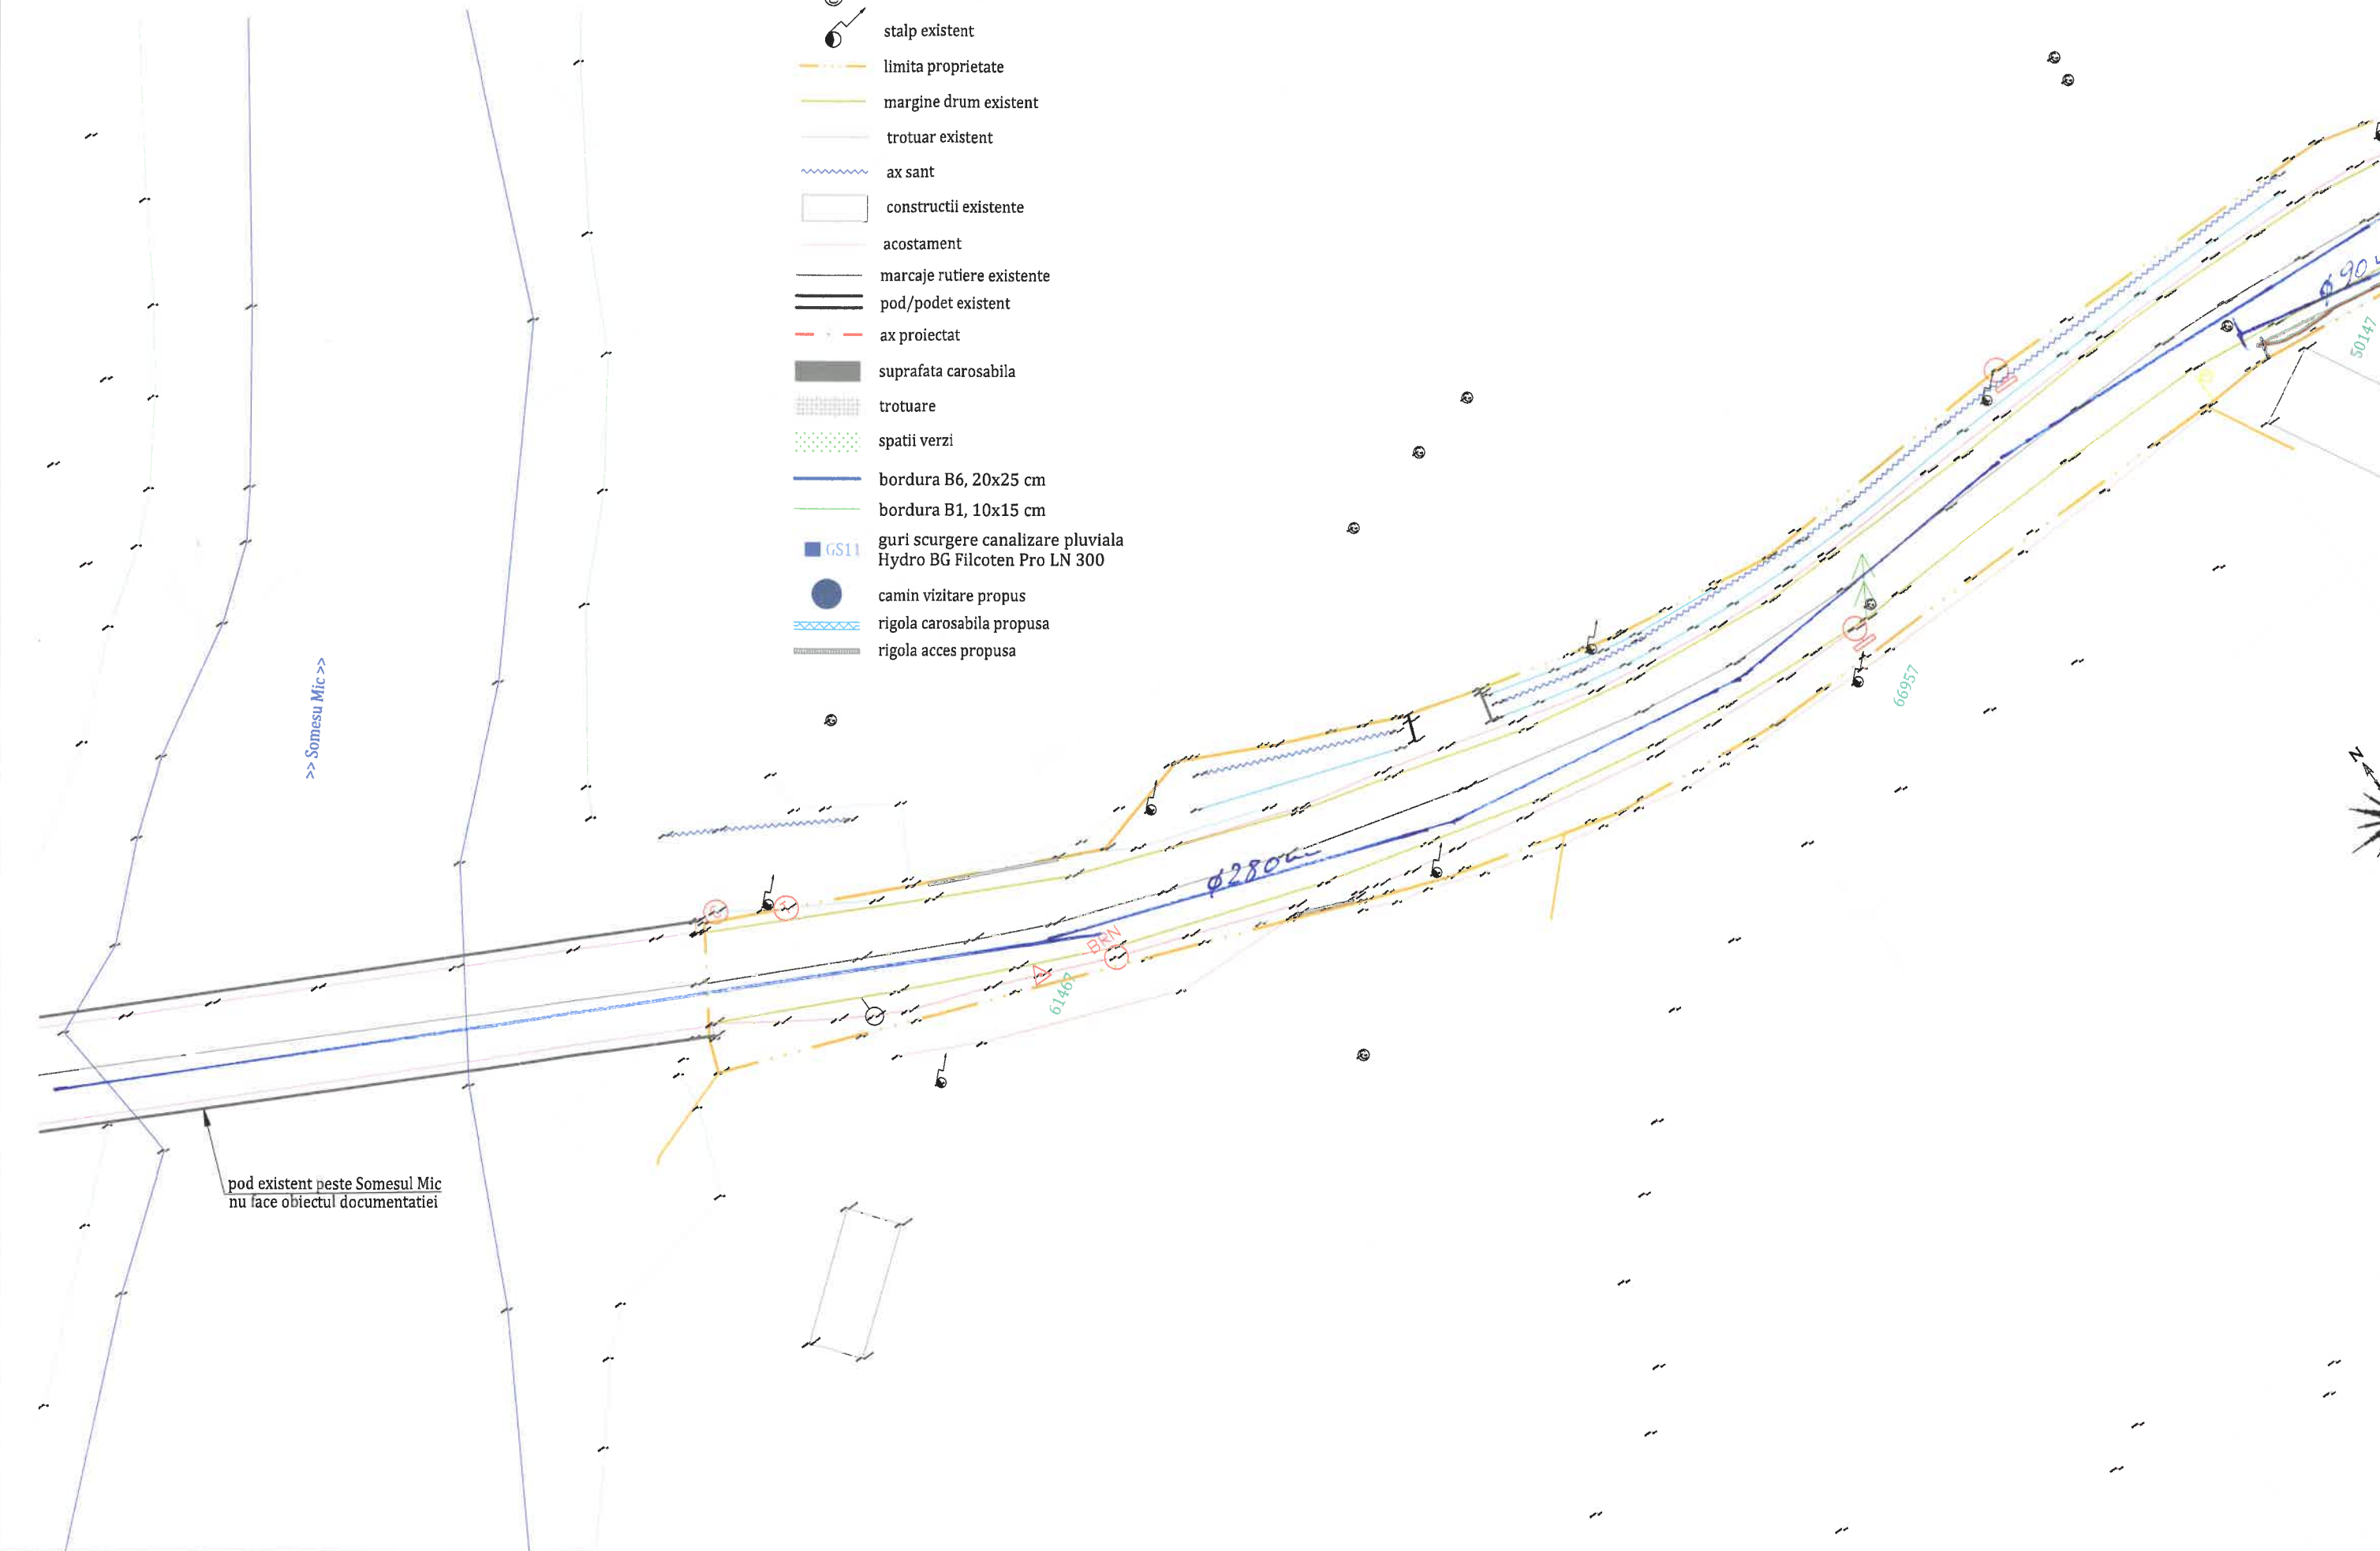 stalp existent
limita proprietate
margine drum existent
trotuar existent
ax sant
constructii existente
acostament
marcaje rutiere existente
pod/podet existent
ax proiectat
suprafata carosabila
trotuare
spatii verzi
bordura B6, 20x25 cm
bordura B1, 10x15 cm
GS11
guri scurgere canalizare pluviala
Hydro BG Filcoten Pro LN 300
camin vizitare propus
rigola carosabila propusa
rigola acces propusa
>> Somesu Mic >>
ϕ90
50147
66957
N
ϕ280
BRN
61467
pod existent peste Somesul Mic
nu face obiectul documentatiei